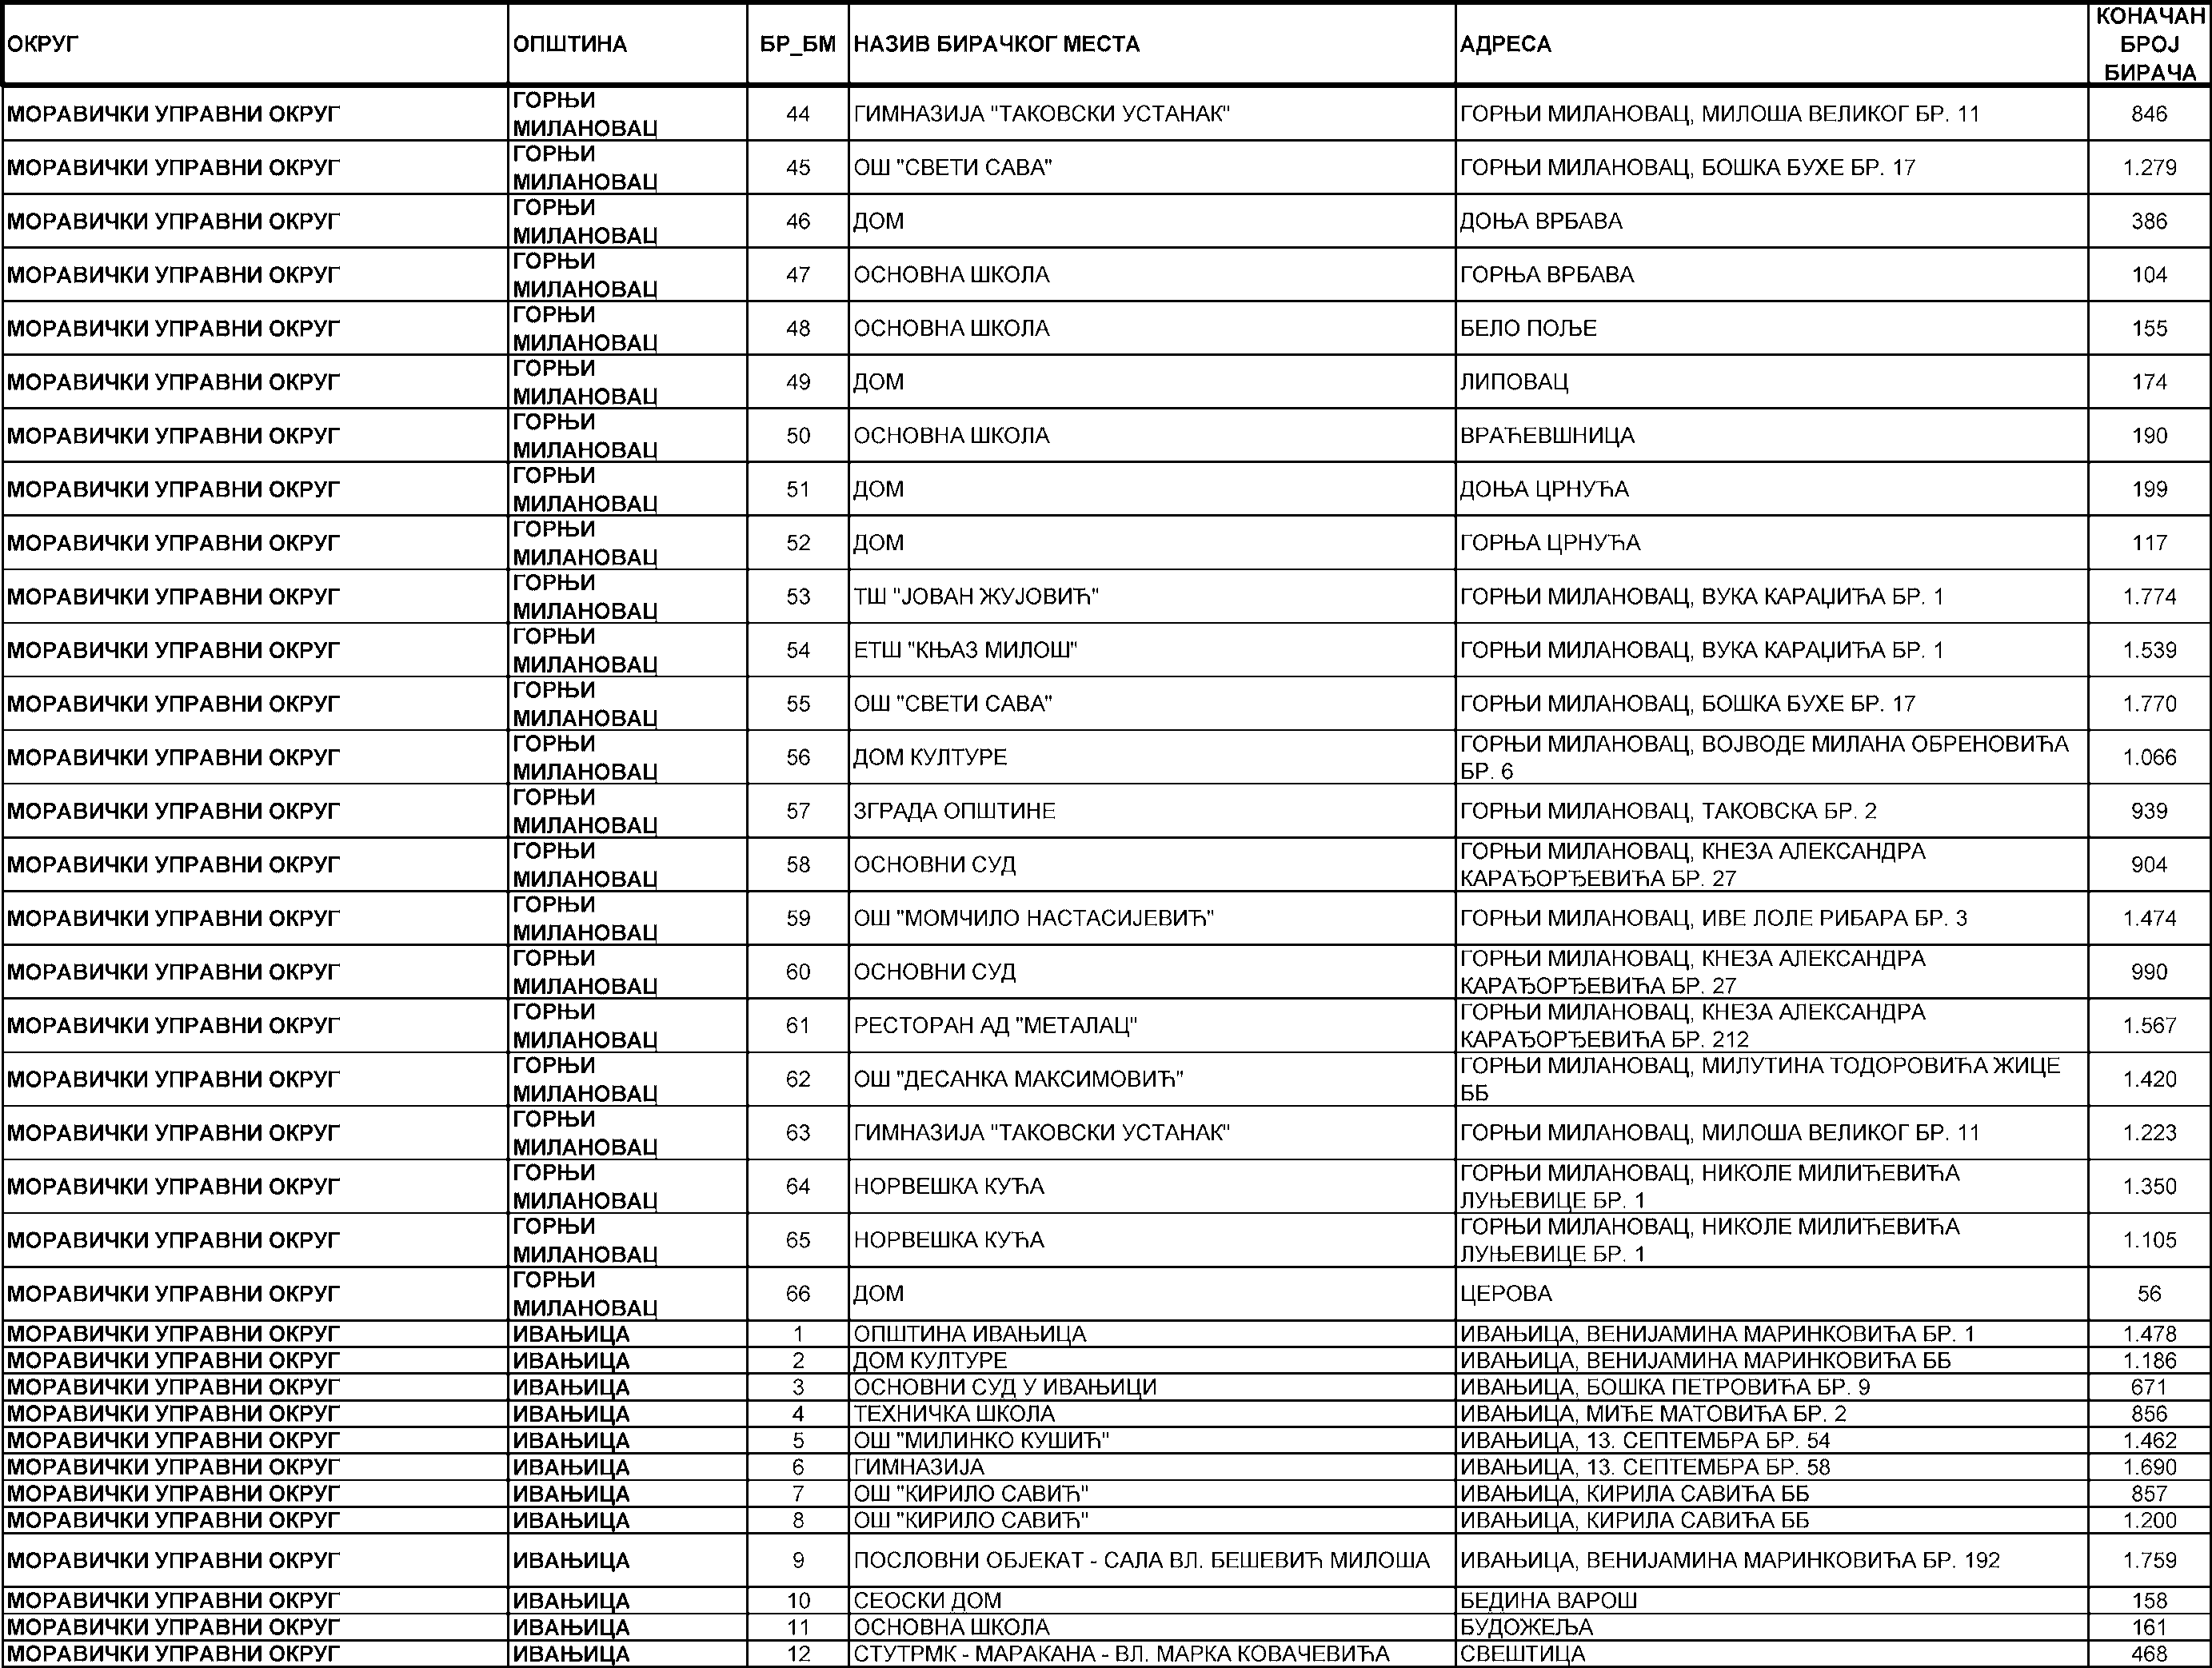 ОКРУГ ОПШТИНА БР_БМ НАЗИВ БИРАЧКОГ МЕСТА АДРЕСА КОНАЧАН БРОЈ БИРАЧА
МОРАВИЧКИ УПРАВНИ ОКРУГ ГОРЊИ МИЛАНОВАЦ 44 ГИМНАЗИЈА "ТАКОВСКИ УСТАНАК" ГОРЊИ МИЛАНОВАЦ, МИЛОША ВЕЛИКОГ БР. 11 846
МОРАВИЧКИ УПРАВНИ ОКРУГ ГОРЊИ МИЛАНОВАЦ 45 ОШ "СВЕТИ САВА" ГОРЊИ МИЛАНОВАЦ, БОШКА БУХЕ БР. 17 1.279
МОРАВИЧКИ УПРАВНИ ОКРУГ ГОРЊИ МИЛАНОВАЦ 46 ДОМ ДОЊА ВРБАВА 386
МОРАВИЧКИ УПРАВНИ ОКРУГ ГОРЊИ МИЛАНОВАЦ 47 ОСНОВНА ШКОЛА ГОРЊА ВРБАВА 104
МОРАВИЧКИ УПРАВНИ ОКРУГ ГОРЊИ МИЛАНОВАЦ 48 ОСНОВНА ШКОЛА БЕЛО ПОЉЕ 155
МОРАВИЧКИ УПРАВНИ ОКРУГ ГОРЊИ МИЛАНОВАЦ 49 ДОМ ЛИПОВАЦ 174
МОРАВИЧКИ УПРАВНИ ОКРУГ ГОРЊИ МИЛАНОВАЦ 50 ОСНОВНА ШКОЛА ВРАЋЕВШНИЦА 190
МОРАВИЧКИ УПРАВНИ ОКРУГ ГОРЊИ МИЛАНОВАЦ 51 ДОМ ДОЊА ЦРНУЋА 199
МОРАВИЧКИ УПРАВНИ ОКРУГ ГОРЊИ МИЛАНОВАЦ 52 ДОМ ГОРЊА ЦРНУЋА 117
МОРАВИЧКИ УПРАВНИ ОКРУГ ГОРЊИ МИЛАНОВАЦ 53 ТШ "ЈОВАН ЖУЈОВИЋ" ГОРЊИ МИЛАНОВАЦ, ВУКА КАРАЏИЋА БР. 1 1.774
МОРАВИЧКИ УПРАВНИ ОКРУГ ГОРЊИ МИЛАНОВАЦ 54 ЕТШ "КЊАЗ МИЛОШ" ГОРЊИ МИЛАНОВАЦ, ВУКА КАРАЏИЋА БР. 1 1.539
МОРАВИЧКИ УПРАВНИ ОКРУГ ГОРЊИ МИЛАНОВАЦ 55 ОШ "СВЕТИ САВА" ГОРЊИ МИЛАНОВАЦ, БОШКА БУХЕ БР. 17 1.770
МОРАВИЧКИ УПРАВНИ ОКРУГ ГОРЊИ МИЛАНОВАЦ 56 ДОМ КУЛТУРЕ ГОРЊИ МИЛАНОВАЦ, ВОЈВОДЕ МИЛАНА ОБРЕНОВИЋА БР. 6 1.066
МОРАВИЧКИ УПРАВНИ ОКРУГ ГОРЊИ МИЛАНОВАЦ 57 ЗГРАДА ОПШТИНЕ ГОРЊИ МИЛАНОВАЦ, ТАКОВСКА БР. 2 939
МОРАВИЧКИ УПРАВНИ ОКРУГ ГОРЊИ МИЛАНОВАЦ 58 ОСНОВНИ СУД ГОРЊИ МИЛАНОВАЦ, КНЕЗА АЛЕКСАНДРА КАРАЂОРЂЕВИЋА БР. 27 904
МОРАВИЧКИ УПРАВНИ ОКРУГ ГОРЊИ МИЛАНОВАЦ 59 ОШ "МОМЧИЛО НАСТАСИЈЕВИЋ" ГОРЊИ МИЛАНОВАЦ, ИВЕ ЛОЛЕ РИБАРА БР. 3 1.474
МОРАВИЧКИ УПРАВНИ ОКРУГ ГОРЊИ МИЛАНОВАЦ 60 ОСНОВНИ СУД ГОРЊИ МИЛАНОВАЦ, КНЕЗА АЛЕКСАНДРА КАРАЂОРЂЕВИЋА БР. 27 990
МОРАВИЧКИ УПРАВНИ ОКРУГ ГОРЊИ МИЛАНОВАЦ 61 РЕСТОРАН АД "МЕТАЛАЦ" ГОРЊИ МИЛАНОВАЦ, КНЕЗА АЛЕКСАНДРА КАРАЂОРЂЕВИЋА БР. 212 1.567
МОРАВИЧКИ УПРАВНИ ОКРУГ ГОРЊИ МИЛАНОВАЦ 62 ОШ "ДЕСАНКА МАКСИМОВИЋ" ГОРЊИ МИЛАНОВАЦ, МИЛУТИНА ТОДОРОВИЋА ЖИЦЕ ББ 1.420
МОРАВИЧКИ УПРАВНИ ОКРУГ ГОРЊИ МИЛАНОВАЦ 63 ГИМНАЗИЈА "ТАКОВСКИ УСТАНАК" ГОРЊИ МИЛАНОВАЦ, МИЛОША ВЕЛИКОГ БР. 11 1.223
МОРАВИЧКИ УПРАВНИ ОКРУГ ГОРЊИ МИЛАНОВАЦ 64 НОРВЕШКА КУЋА ГОРЊИ МИЛАНОВАЦ, НИКОЛЕ МИЛИЋЕВИЋА ЛУЊЕВИЦЕ БР. 1 1.350
МОРАВИЧКИ УПРАВНИ ОКРУГ ГОРЊИ МИЛАНОВАЦ 65 НОРВЕШКА КУЋА ГОРЊИ МИЛАНОВАЦ, НИКОЛЕ МИЛИЋЕВИЋА ЛУЊЕВИЦЕ БР. 1 1.105
МОРАВИЧКИ УПРАВНИ ОКРУГ ГОРЊИ МИЛАНОВАЦ 66 ДОМ ЦЕРОВА 56
МОРАВИЧКИ УПРАВНИ ОКРУГ ИВАЊИЦА 1 ОПШТИНА ИВАЊИЦА ИВАЊИЦА, ВЕНИЈАМИНА МАРИНКОВИЋА БР. 1 1.478
МОРАВИЧКИ УПРАВНИ ОКРУГ ИВАЊИЦА 2 ДОМ КУЛТУРЕ ИВАЊИЦА, ВЕНИЈАМИНА МАРИНКОВИЋА ББ 1.186
МОРАВИЧКИ УПРАВНИ ОКРУГ ИВАЊИЦА 3 ОСНОВНИ СУД У ИВАЊИЦИ ИВАЊИЦА, БОШКА ПЕТРОВИЋА БР. 9 671
МОРАВИЧКИ УПРАВНИ ОКРУГ ИВАЊИЦА 4 ТЕХНИЧКА ШКОЛА ИВАЊИЦА, МИЋЕ МАТОВИЋА БР. 2 856
МОРАВИЧКИ УПРАВНИ ОКРУГ ИВАЊИЦА 5 ОШ "МИЛИНКО КУШИЋ" ИВАЊИЦА, 13. СЕПТЕМБРА БР. 54 1.462
МОРАВИЧКИ УПРАВНИ ОКРУГ ИВАЊИЦА 6 ГИМНАЗИЈА ИВАЊИЦА, 13. СЕПТЕМБРА БР. 58 1.690
МОРАВИЧКИ УПРАВНИ ОКРУГ ИВАЊИЦА 7 ОШ "КИРИЛО САВИЋ" ИВАЊИЦА, КИРИЛА САВИЋА ББ 857
МОРАВИЧКИ УПРАВНИ ОКРУГ ИВАЊИЦА 8 ОШ "КИРИЛО САВИЋ" ИВАЊИЦА, КИРИЛА САВИЋА ББ 1.200
МОРАВИЧКИ УПРАВНИ ОКРУГ ИВАЊИЦА 9 ПОСЛОВНИ ОБЈЕКАТ - САЛА ВЛ. БЕШЕВИЋ МИЛОША ИВАЊИЦА, ВЕНИЈАМИНА МАРИНКОВИЋА БР. 192 1.759
МОРАВИЧКИ УПРАВНИ ОКРУГ ИВАЊИЦА 10 СЕОСКИ ДОМ БЕДИНА ВАРОШ 158
МОРАВИЧКИ УПРАВНИ ОКРУГ ИВАЊИЦА 11 ОСНОВНА ШКОЛА БУДОЖЕЉА 161
МОРАВИЧКИ УПРАВНИ ОКРУГ ИВАЊИЦА 12 СТУТРМК - МАРАКАНА - ВЛ. МАРКА КОВАЧЕВИЋА СВЕШТИЦА 468